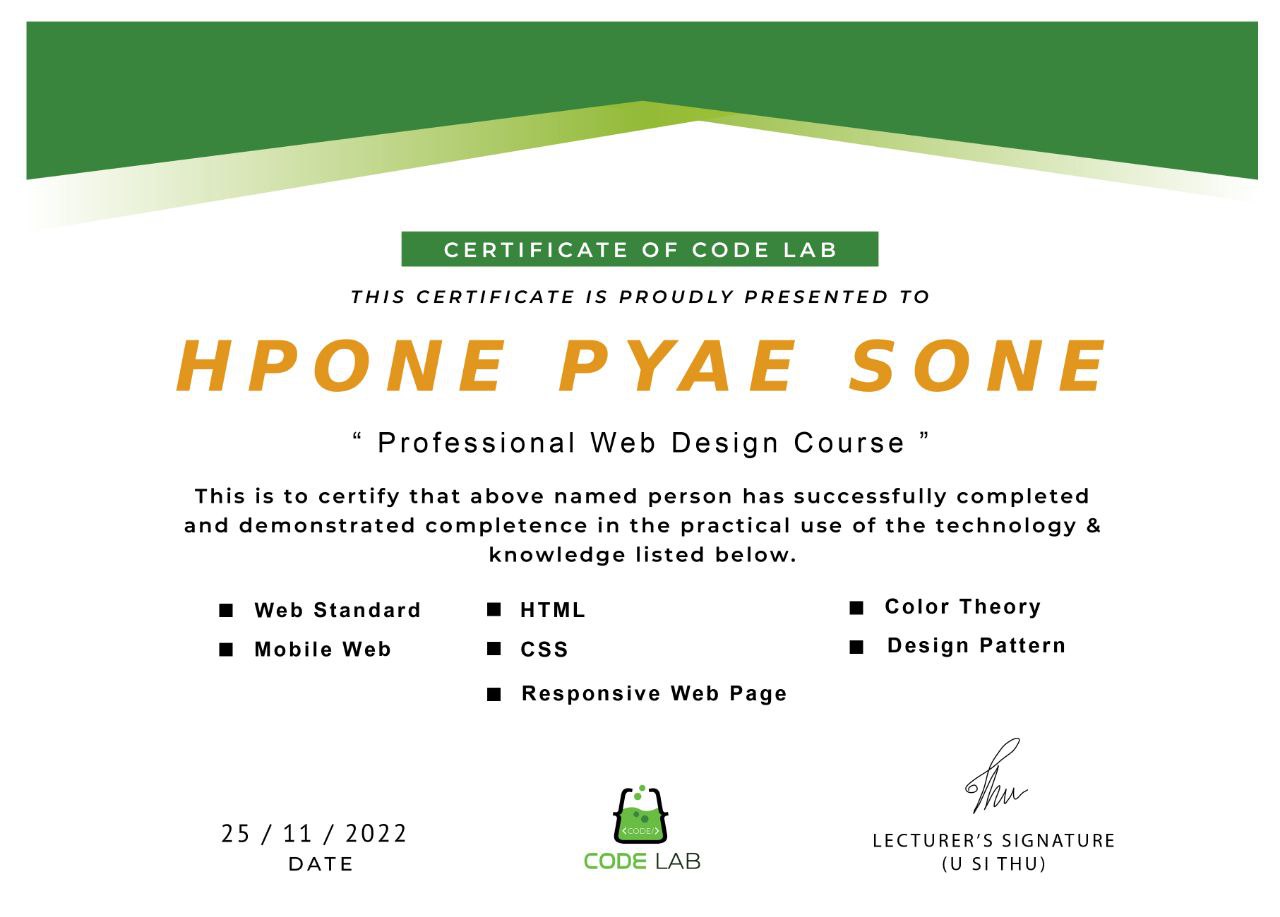 CERTIFICATE OF CODE LAB
THIS CERTIFICATE IS PROUDLY PRESENTED TO
HPONE PYAE SONE
“ Professional Web Design Course ”
This is to certify that above named person has successfully completed
and demonstrated completence in the practical use of the technology &
knowledge listed below.
■ Web Standard
■ Mobile Web
■ HTML
■ CSS
■ Responsive Web Page
■ Color Theory
■ Design Pattern
25 / 11 / 2022
DATE
<CODE/>
CODE LAB
Thu
LECTURER’S SIGNATURE
(U SI THU)